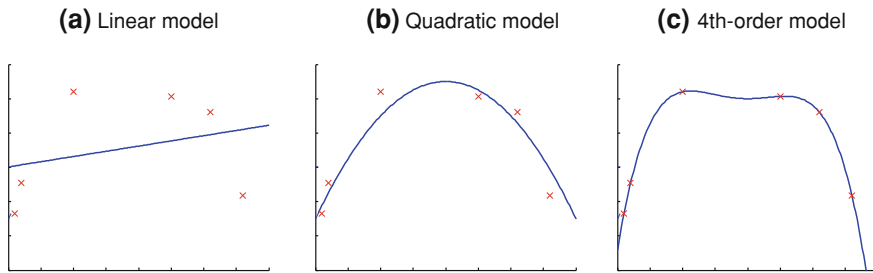 (a) Linear model
(b) Quadratic model
(c) 4th-order model